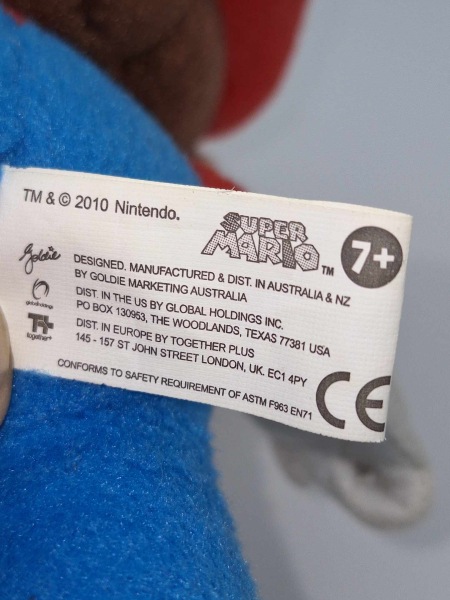 TM & © 2010 Nintendo.
SUPER
MARIO TM
7+
Goldie
DESIGNED. MANUFACTURED & DIST. IN AUSTRALIA & NZ
BY GOLDIE MARKETING AUSTRALIA
DIST. IN THE US BY GLOBAL HOLDINGS INC.
PO BOX 130953, THE WOODLANDS, TEXAS 77381 USA
together+
DIST. IN EUROPE BY TOGETHER PLUS
145 - 157 ST JOHN STREET LONDON, UK. EC1 4PY
CONFORMS TO SAFETY REQUIREMENT OF ASTM F963 EN71
CE